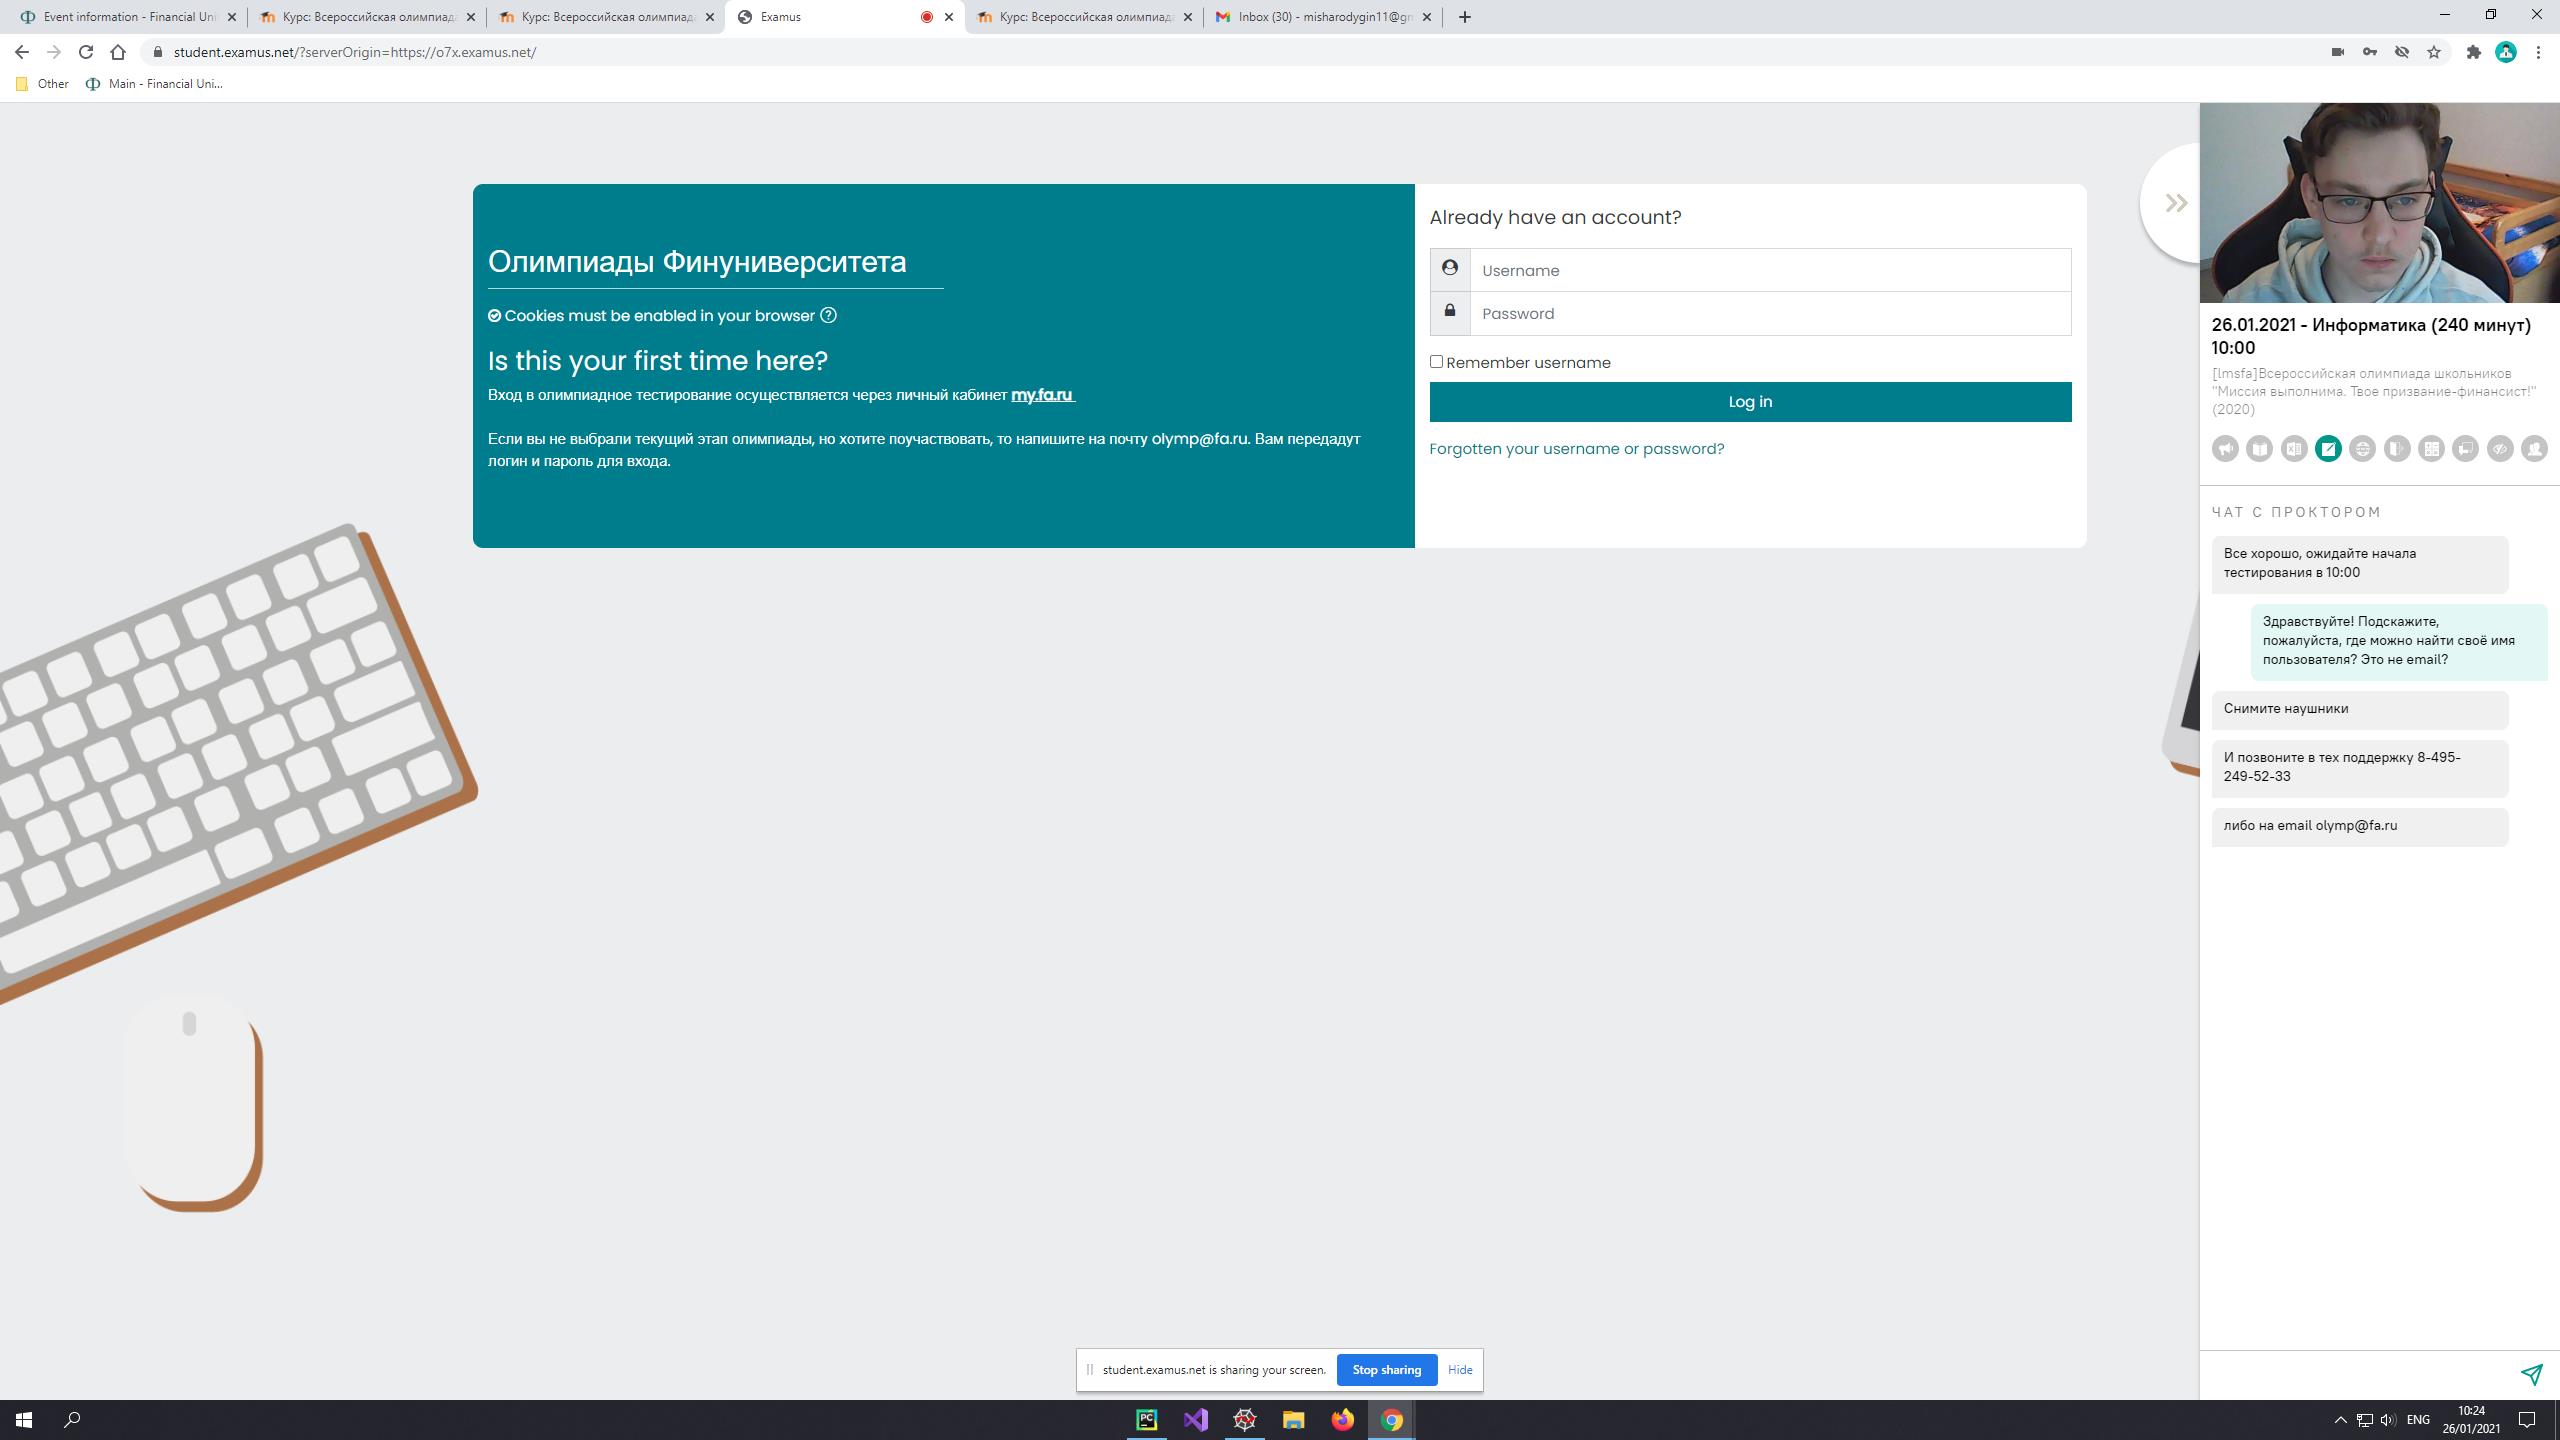 Event information - Financial Uni
Курс: Всероссийская олимпиада
Курс: Всероссийская олимпиада
Examus
Курс: Всероссийская олимпиада
Inbox (30) - misharodygin11@gm
student.examus.net/?serverOrigin=https://o7x.examus.net/
Other
Main - Financial Uni...
Олимпиады Финуниверситета
Cookies must be enabled in your browser
Is this your first time here?
Вход в олимпиадное тестирование осуществляется через личный кабинет my.fa.ru
Если вы не выбрали текущий этап олимпиады, но хотите поучаствовать, то напишите на почту olymp@fa.ru. Вам передадут
логин и пароль для входа.
Already have an account?
Username
Password
Remember username
Log in
Forgotten your username or password?
26.01.2021 - Информатика (240 минут)
10:00
[lmsfa]Всероссийская олимпиада школьников
"Миссия выполнима. Твое призвание-финансист!"
(2020)
ЧАТ С ПРОКТОРОМ
Все хорошо, ожидайте начала
тестирования в 10:00
Здравствуйте! Подскажите,
пожалуйста, где можно найти своё имя
пользователя? Это не email?
Снимите наушники
И позвоните в тех поддержку 8-495-
249-52-33
либо на email olymp@fa.ru
student.examus.net is sharing your screen.
Stop sharing
Hide
PC
ENG
10:24
26/01/2021